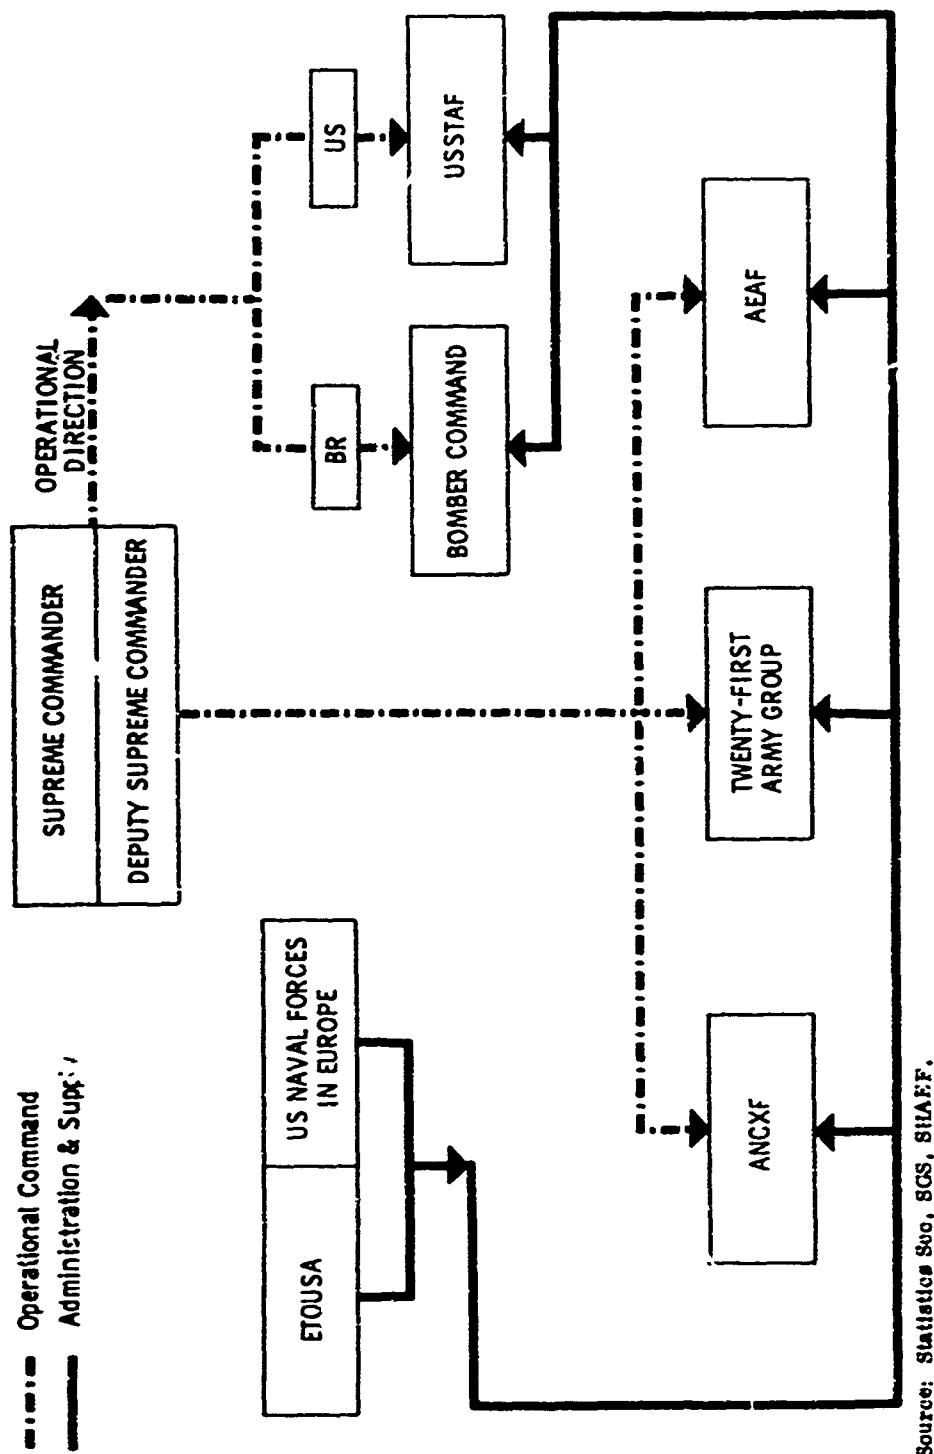 Operational Command
Administration &
SUPREME COMMANDER
DEPUTY SUPREME COMMANDER
OPERATIONAL
DIRECTION
BR
US
BOMBER COMMAND
USSTAF
ETOUSA
US NAVAL FORCES
IN EUROPE
ANCXF
TWENTY-FIRST
ARMY GROUP
AEAF
Source: Statistics Sec, SGS, SHAEF.